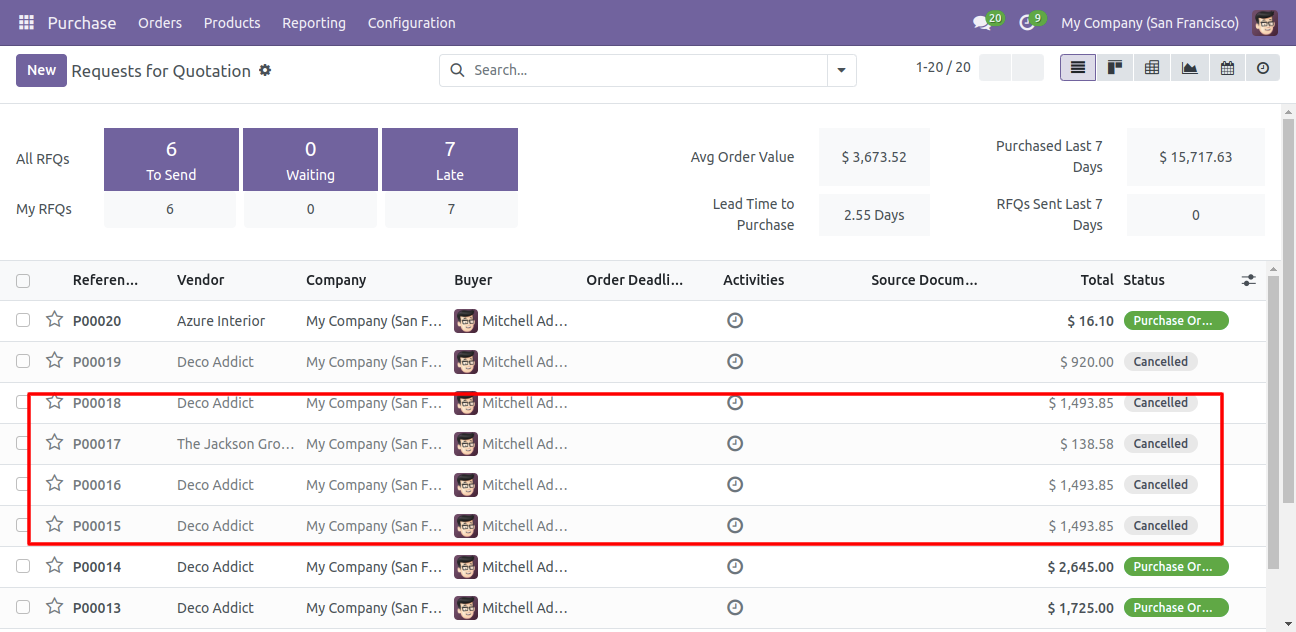 Purchase Orders Products Reporting Configuration 20 9 My Company (San Francisco)
New Requests for Quotation Search... 1-20 / 20
All RFQs 6 To Send 0 Waiting 7 Late
My RFQs 6 0 7
Avg Order Value $ 3,673.52 Purchased Last 7 Days $ 15,717.63
Lead Time to Purchase 2.55 Days RFQs Sent Last 7 Days 0
Referen... Vendor Company Buyer Order Deadli... Activities Source Docum... Total Status
P00020 Azure Interior My Company (San F... Mitchell Ad... $ 16.10 Purchase Or...
P00019 Deco Addict My Company (San F... Mitchell Ad... $ 920.00 Cancelled
P00018 Deco Addict My Company (San F... Mitchell Ad... $ 1,493.85 Cancelled
P00017 The Jackson Gro... My Company (San F... Mitchell Ad... $ 138.58 Cancelled
P00016 Deco Addict My Company (San F... Mitchell Ad... $ 1,493.85 Cancelled
P00015 Deco Addict My Company (San F... Mitchell Ad... $ 1,493.85 Cancelled
P00014 Deco Addict My Company (San F... Mitchell Ad... $ 2,645.00 Purchase Or...
P00013 Deco Addict My Company (San F... Mitchell Ad... $ 1,725.00 Purchase Or...